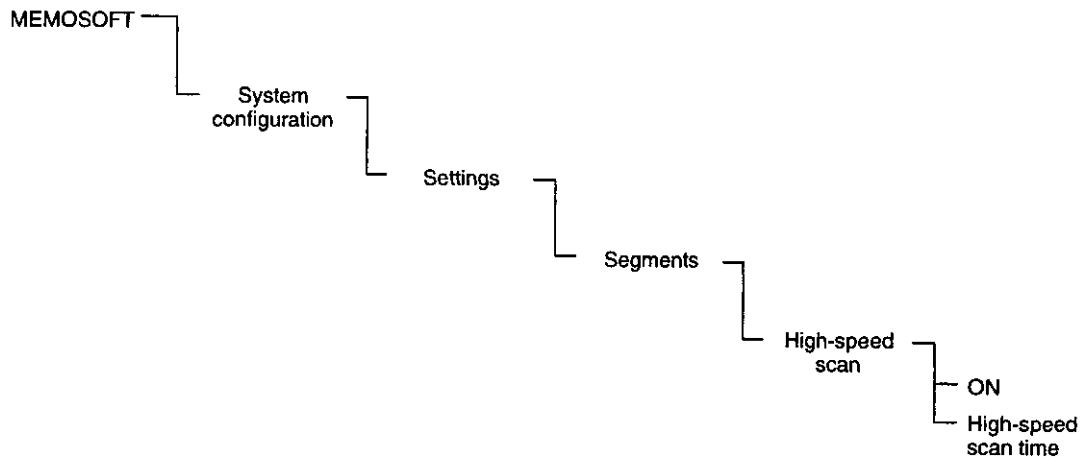 MEMOSOFT
System
configuration
Settings
Segments
High-speed
scan
ON
High-speed
scan time